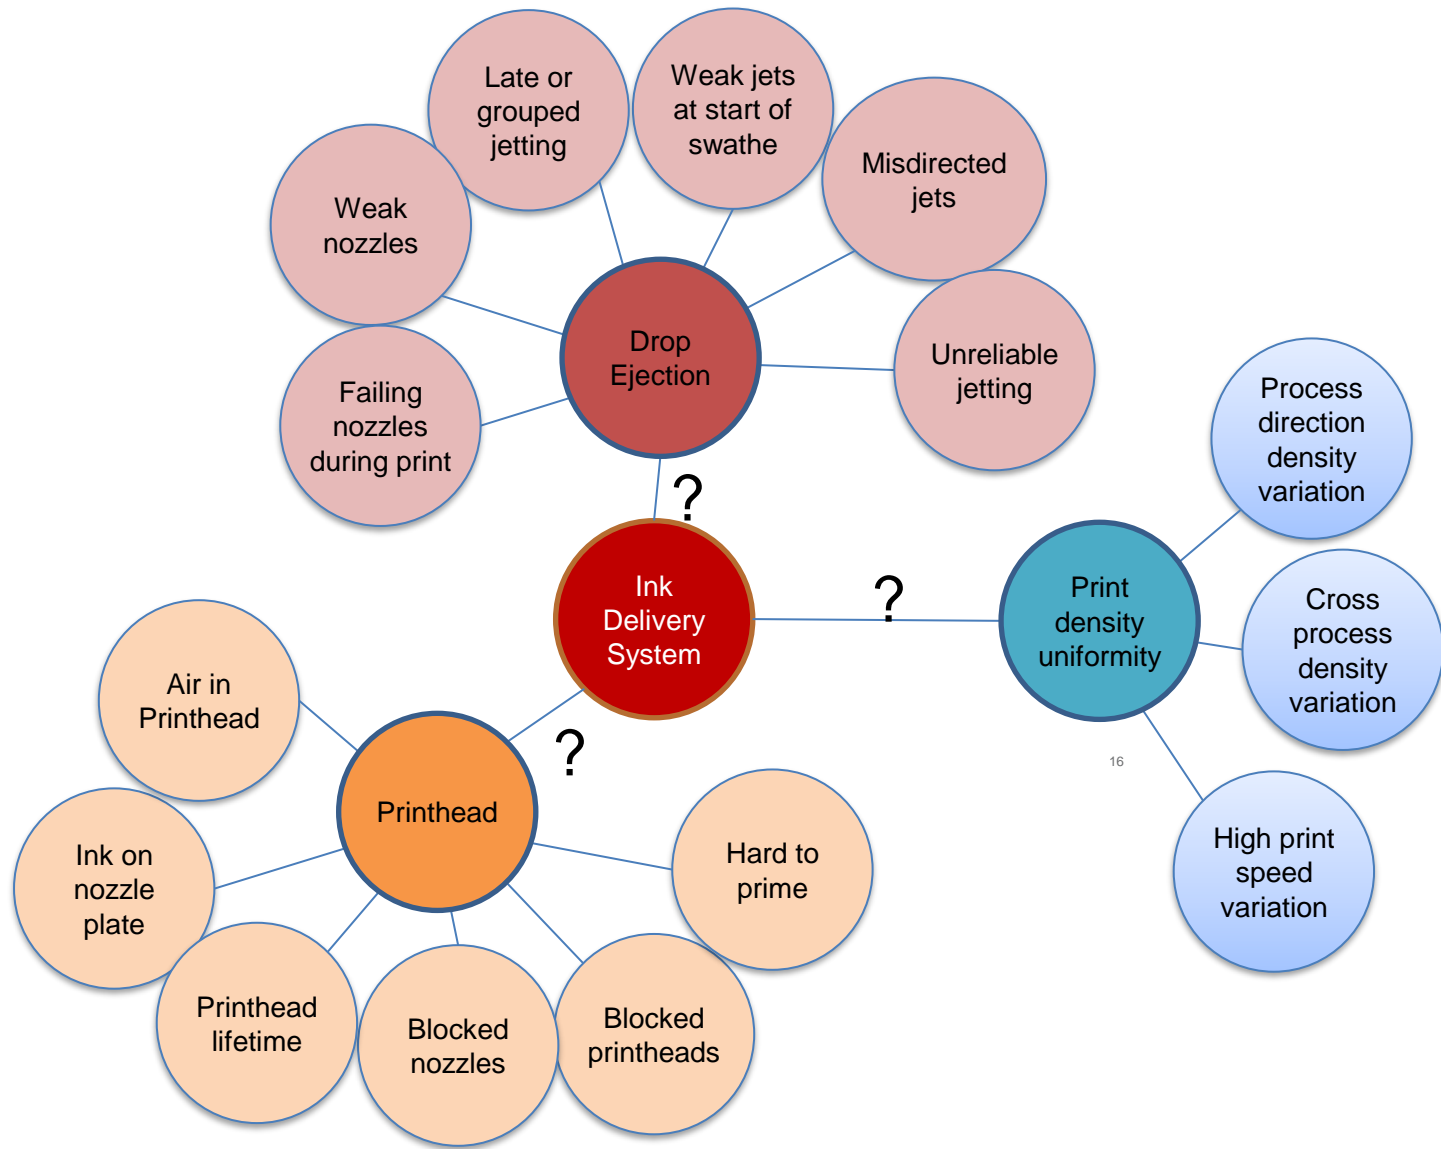 Late or
grouped
jetting
Weak jets
at start of
swathe
Misdirected
jets
Weak
nozzles
Drop
Ejection
Unreliable
jetting
Failing
nozzles
during print
?
Process
direction
density
variation
Ink
Delivery
System
?
Print
density
uniformity
Cross
process
density
variation
Air in
Printhead
?
16
Printhead
Hard to
prime
High print
speed
variation
Ink on
nozzle
plate
Printhead
lifetime
Blocked
nozzles
Blocked
printheads